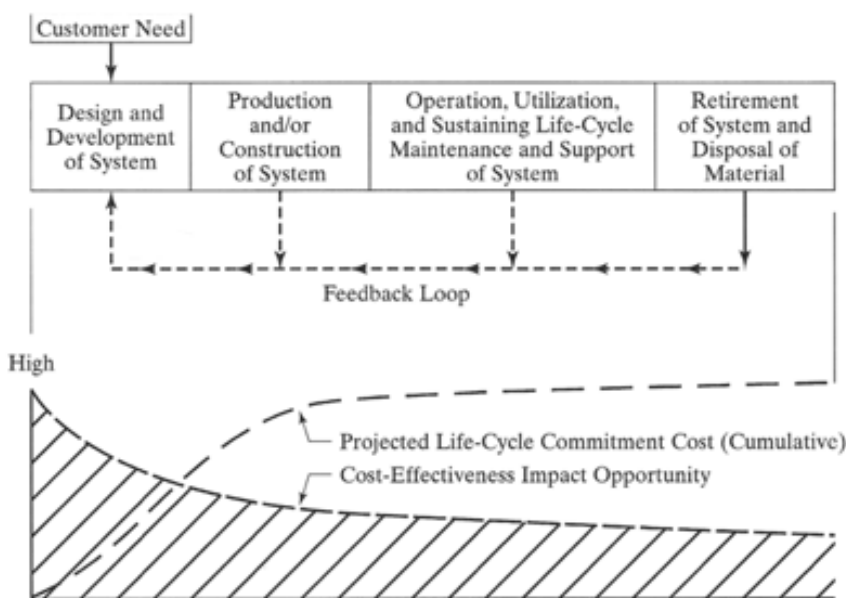 Customer Need
Design and
Development
of System
Production
and/or
Construction
of System
Operation, Utilization,
and Sustaining Life-Cycle
Maintenance and Support
of System
Retirement
of System and
Disposal of
Material
Feedback Loop
High
Projected Life-Cycle Commitment Cost (Cumulative)
Cost-Effectiveness Impact Opportunity